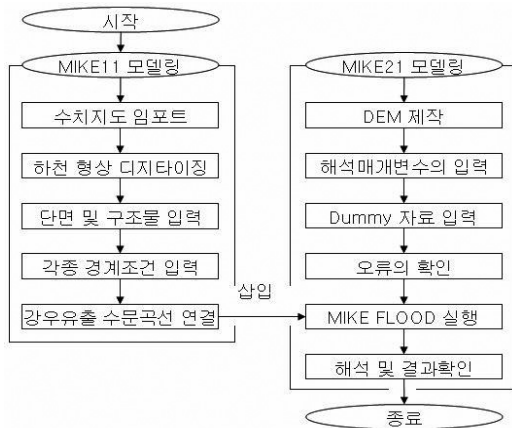 시작
MIKE11 모델링
수치지도 임포트
하천 형상 디지타이징
단면 및 구조물 입력
각종 경계조건 입력
강우유출 수문곡선 연결
삽입
MIKE21 모델링
DEM 제작
해석매개변수의 입력
Dummy 자료 입력
오류의 확인
MIKE FLOOD 실행
해석 및 결과확인
종료